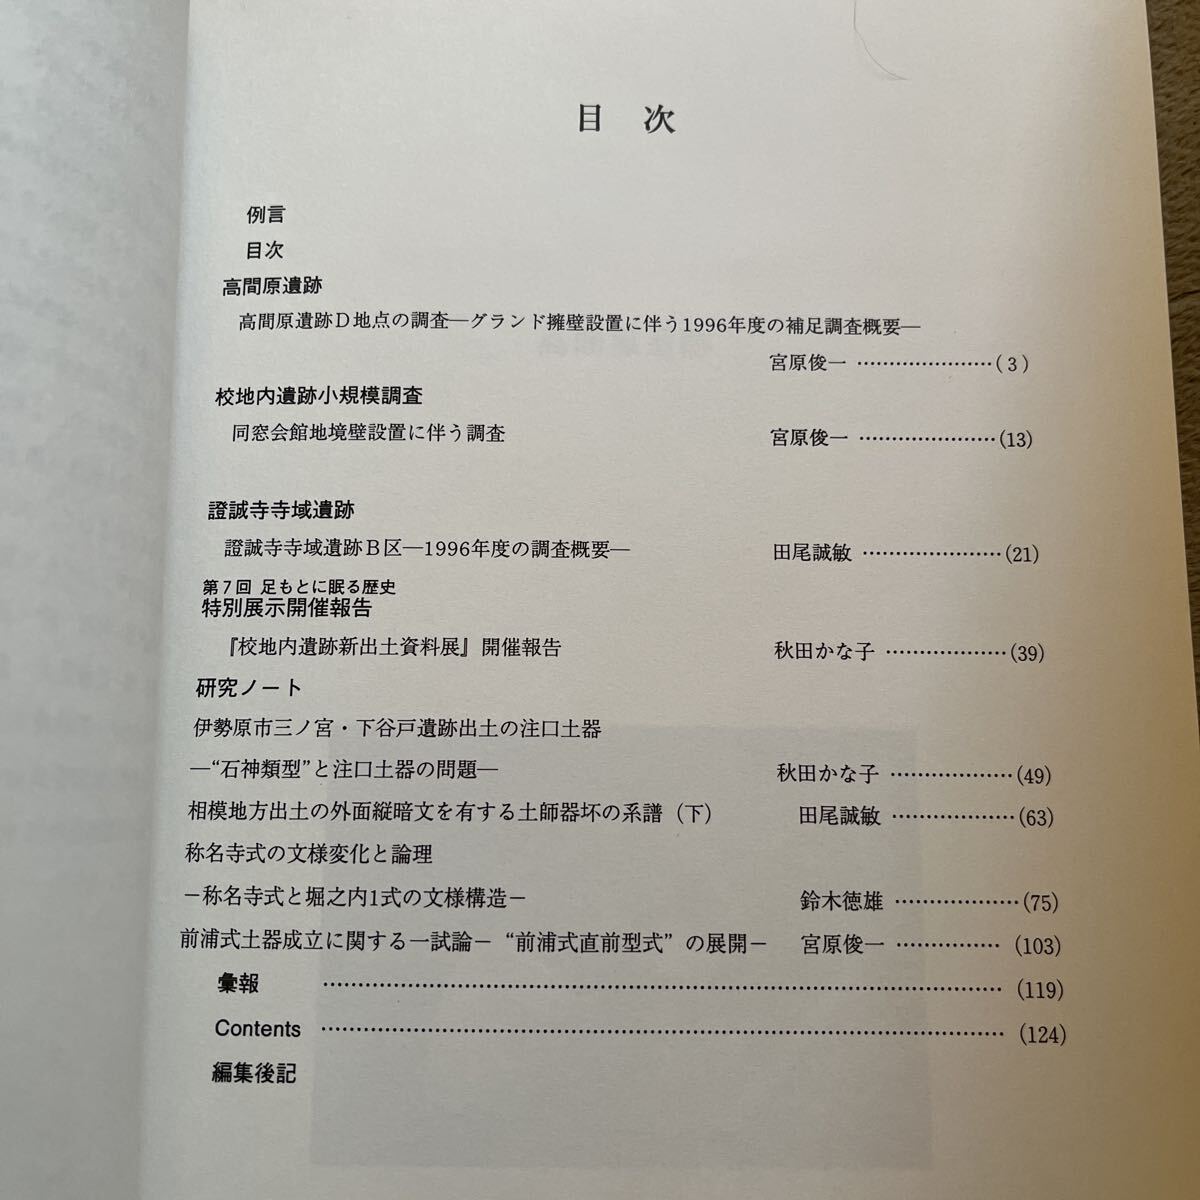 目 次
例言
目次
高間原遺跡
高間原遺跡D地点の調査―グランド擁壁設置に伴う1996年度の補足調査概要―
宮原俊一 …………………(3)
校地内遺跡小規模調査
同窓会館地境壁設置に伴う調査 宮原俊一 …………………(13)
證誠寺寺域遺跡
證誠寺寺域遺跡B区―1996年度の調査概要― 田尾誠敏 …………………(21)
第7回 足もとに眠る歴史
特別展示開催報告
『校地内遺跡新出土資料展』開催報告 秋田かな子 ………………(39)
研究ノート
伊勢原市三ノ宮・下谷戸遺跡出土の注口土器
―“石神類型”と注口土器の問題― 秋田かな子 ………………(49)
相模地方出土の外面縦暗文を有する土師器坏の系譜（下） 田尾誠敏 ………………(63)
称名寺式の文様変化と論理
－称名寺式と堀之内1式の文様構造－ 鈴木徳雄 ………………(75)
前浦式土器成立に関する一試論－“前浦式直前型式”の展開－ 宮原俊一 ……………(103)
彙報 ……………………………………………………………………………………(119)
Contents ……………………………………………………………………………………(124)
編集後記